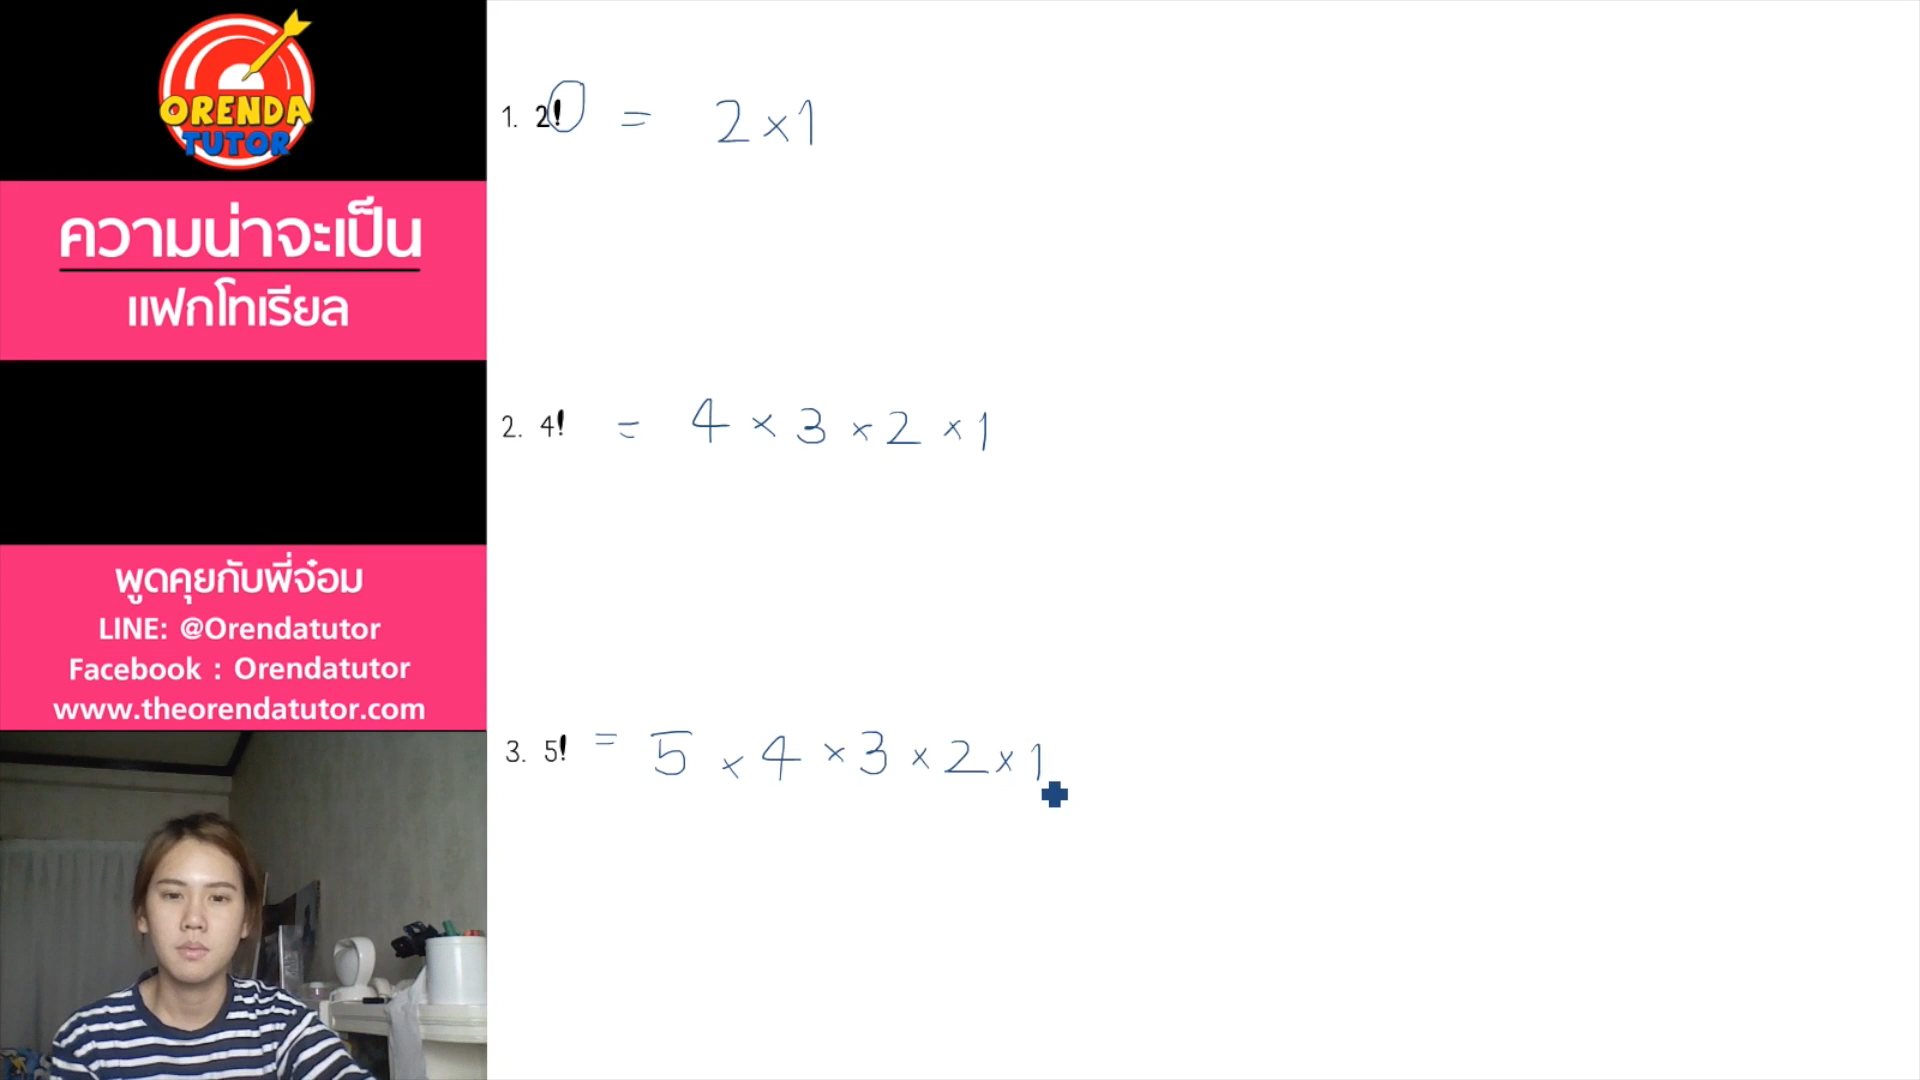 ORENDA
TUTOR
ความน่าจะเป็น
แฟกโทเรียล
พูดคุยกับพี่จ๋อม
LINE: @Orendatutor
Facebook : Orendatutor
www.theorendatutor.com
1. 2! = 2 × 1
2. 4! = 4 × 3 × 2 × 1
3. 5! = 5 × 4 × 3 × 2 × 1